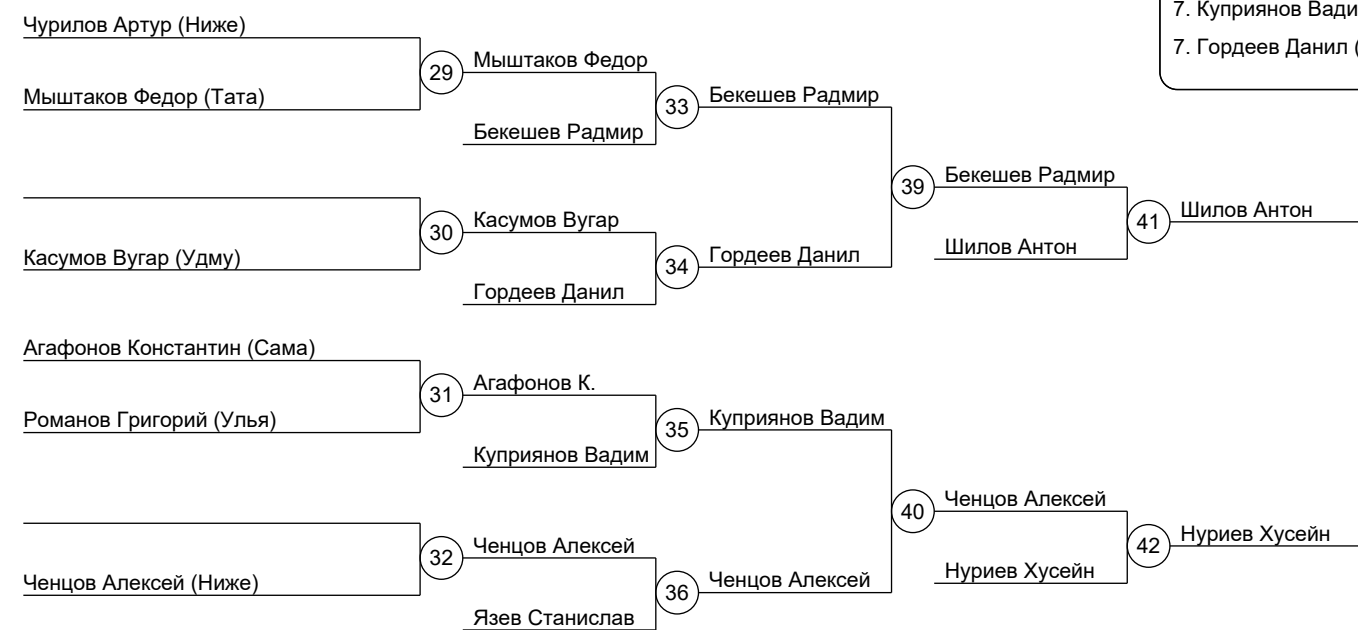 7. Куприянов Вади
7. Гордеев Данил (
Чурилов Артур (Ниже)
29
Мыштаков Федор
Мыштаков Федор (Тата)
33
Бекешев Радмир
Бекешев Радмир
39
Бекешев Радмир
41
Шилов Антон
30
Касумов Вугар
Касумов Вугар (Удму)
34
Гордеев Данил
Шилов Антон
Гордеев Данил
Агафонов Константин (Сама)
31
Агафонов К.
Романов Григорий (Улья)
35
Куприянов Вадим
Куприянов Вадим
40
Ченцов Алексей
42
Нуриев Хусейн
32
Ченцов Алексей
Ченцов Алексей (Ниже)
36
Ченцов Алексей
Нуриев Хусейн
Язев Станислав